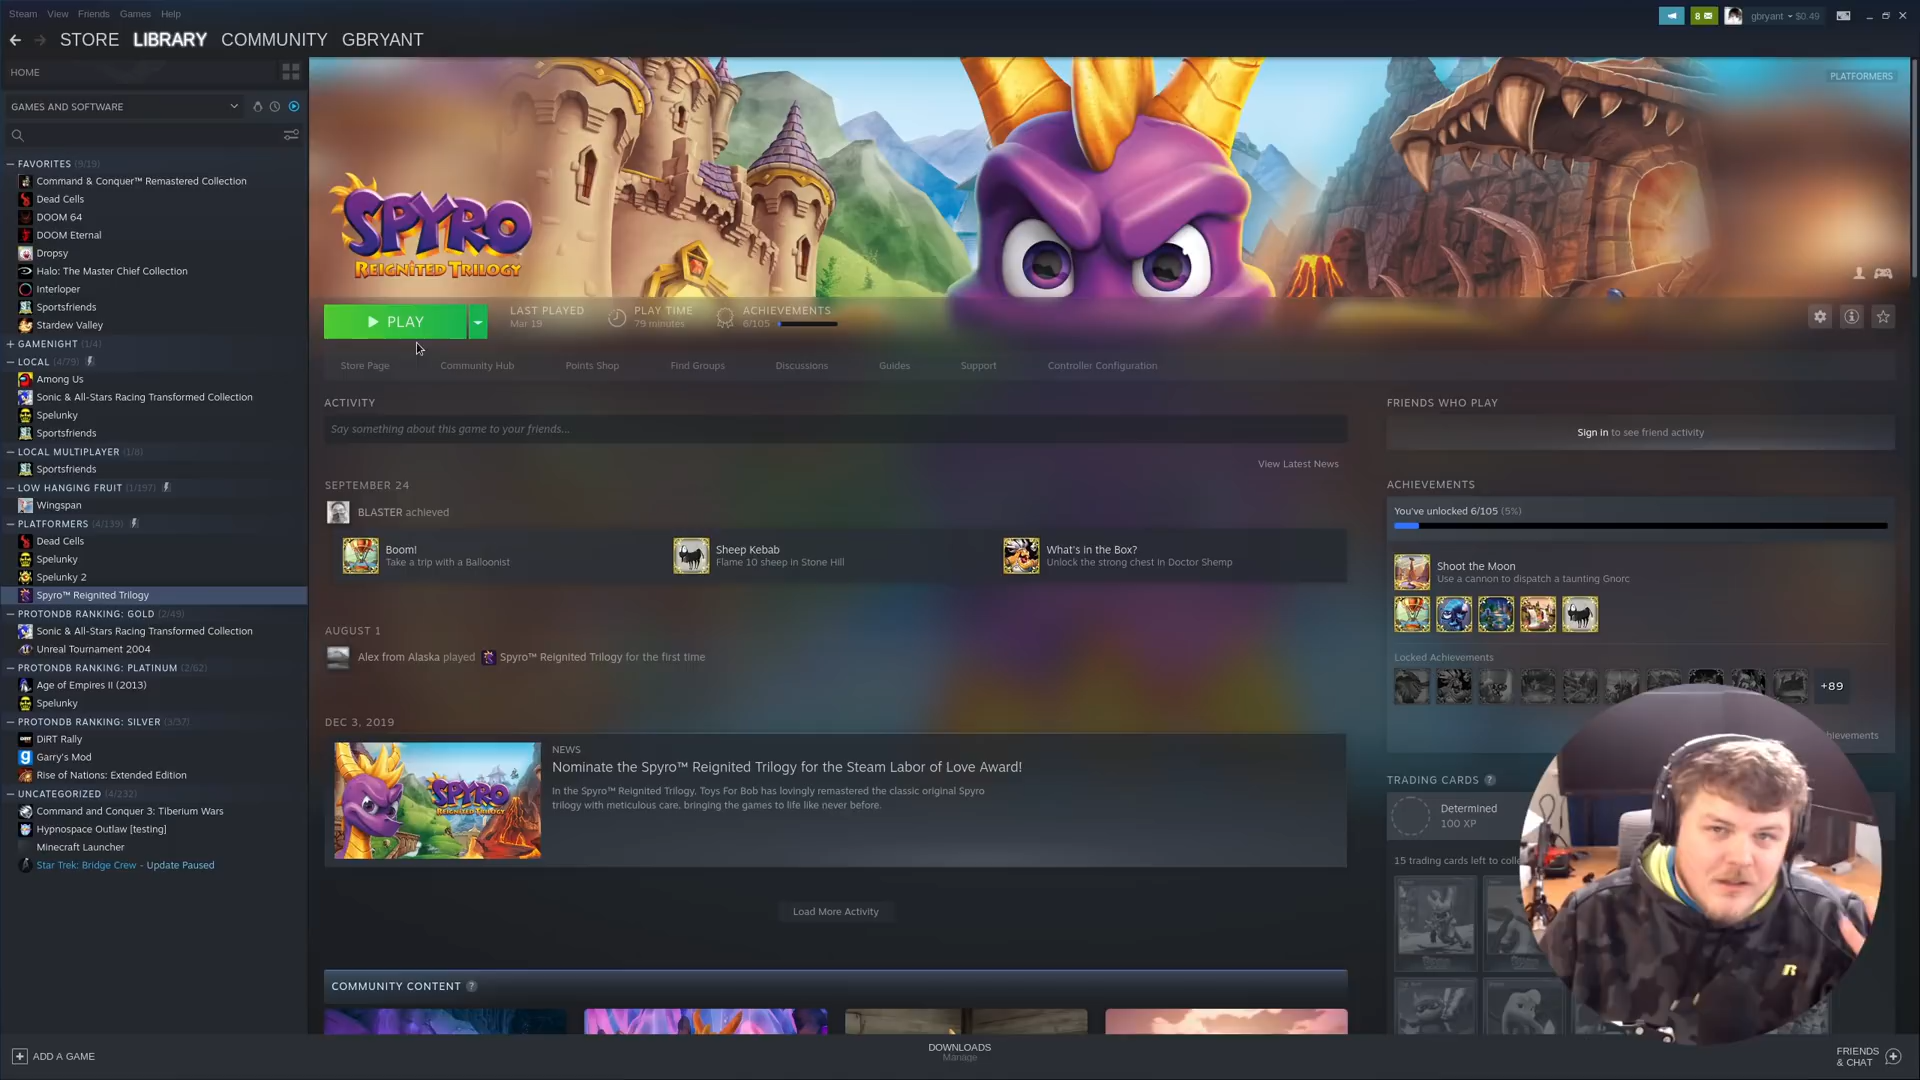 Steam View Friends Games Help
8 gbryant $0.49
STORE LIBRARY COMMUNITY GBRYANT
HOME
PLATFORMERS
GAMES AND SOFTWARE
FAVORITES (9/19)
Command & Conquer™ Remastered Collection
Dead Cells
DOOM 64
DOOM Eternal
Dropsy
Halo: The Master Chief Collection
Interloper
Sportsfriends
Stardew Valley
GAMENIGHT (1/4)
LOCAL (4/79)
Among Us
Sonic & All-Stars Racing Transformed Collection
Spelunky
Sportsfriends
LOCAL MULTIPLAYER (1/8)
Sportsfriends
LOW HANGING FRUIT (1/197)
Wingspan
PLATFORMERS (4/139)
Dead Cells
Spelunky
Spelunky 2
Spyro™ Reignited Trilogy
PROTONDB RANKING: GOLD (2/49)
Sonic & All-Stars Racing Transformed Collection
Unreal Tournament 2004
PROTONDB RANKING: PLATINUM (2/62)
Age of Empires II (2013)
Spelunky
PROTONDB RANKING: SILVER (3/37)
DiRT Rally
Garry's Mod
Rise of Nations: Extended Edition
UNCATEGORIZED (4/232)
Command and Conquer 3: Tiberium Wars
Hypnospace Outlaw [testing]
Minecraft Launcher
Star Trek: Bridge Crew - Update Paused
ADD A GAME
SPYRO
REIGNITED TRILOGY
PLAY
LAST PLAYED
Mar 19
PLAY TIME
79 minutes
ACHIEVEMENTS
6/105
Store Page Community Hub Points Shop Find Groups Discussions Guides Support Controller Configuration
ACTIVITY
Say something about this game to your friends...
View Latest News
SEPTEMBER 24
BLASTER achieved
Boom!
Take a trip with a Balloonist
Sheep Kebab
Flame 10 sheep in Stone Hill
What's in the Box?
Unlock the strong chest in Doctor Shemp
AUGUST 1
Alex from Alaska played Spyro™ Reignited Trilogy for the first time
DEC 3, 2019
NEWS
Nominate the Spyro™ Reignited Trilogy for the Steam Labor of Love Award!
In the Spyro™ Reignited Trilogy, Toys For Bob has lovingly remastered the classic original Spyro
trilogy with meticulous care, bringing the games to life like never before.
SPYRO
Load More Activity
COMMUNITY CONTENT ?
FRIENDS WHO PLAY
Sign in to see friend activity
ACHIEVEMENTS
You've unlocked 6/105 (5%)
Shoot the Moon
Use a cannon to dispatch a taunting Gnorc
Locked Achievements
+89
TRADING CARDS ?
Determined
100 XP
15 trading cards left to
R
DOWNLOADS
Manage
FRIENDS
& CHAT